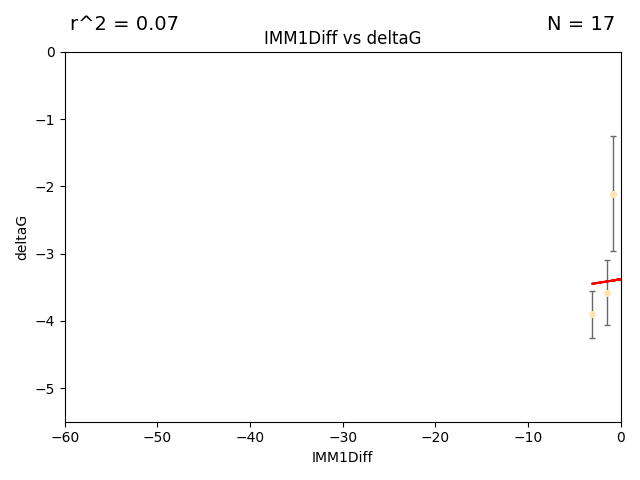 r^2 = 0.07
N = 17
IMM1Diff vs deltaG
0
−1
−2
−3
−4
−5
deltaG
−60
−50
−40
−30
−20
−10
0
IMM1Diff